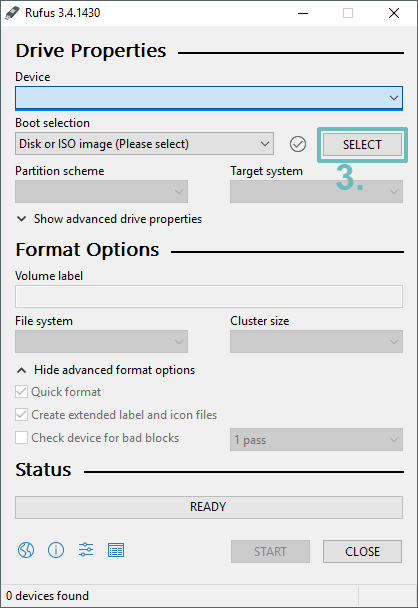 Rufus 3.4.1430
Drive Properties
Device
Boot selection
Disk or ISO image (Please select)
SELECT
3.
Partition scheme
Target system
Show advanced drive properties
Format Options
Volume label
File system
Cluster size
Hide advanced format options
Quick format
Create extended label and icon files
Check device for bad blocks
1 pass
Status
READY
START
CLOSE
0 devices found